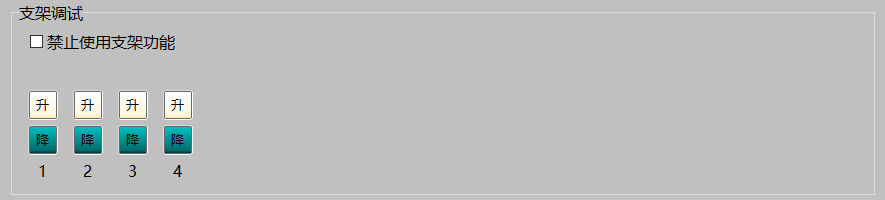 支架调试
禁止使用支架功能
升 升 升 升
降 降 降 降
1 2 3 4